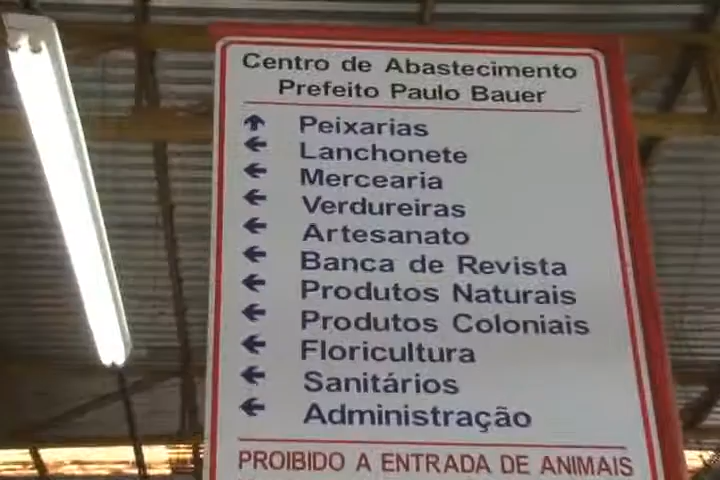 Centro de Abastecimento
Prefeito Paulo Bauer
↑ Peixarias
← Lanchonete
← Mercearia
← Verdureiras
← Artesanato
← Banca de Revista
← Produtos Naturais
← Produtos Coloniais
← Floricultura
← Sanitários
← Administração
PROIBIDO A ENTRADA DE ANIMAIS